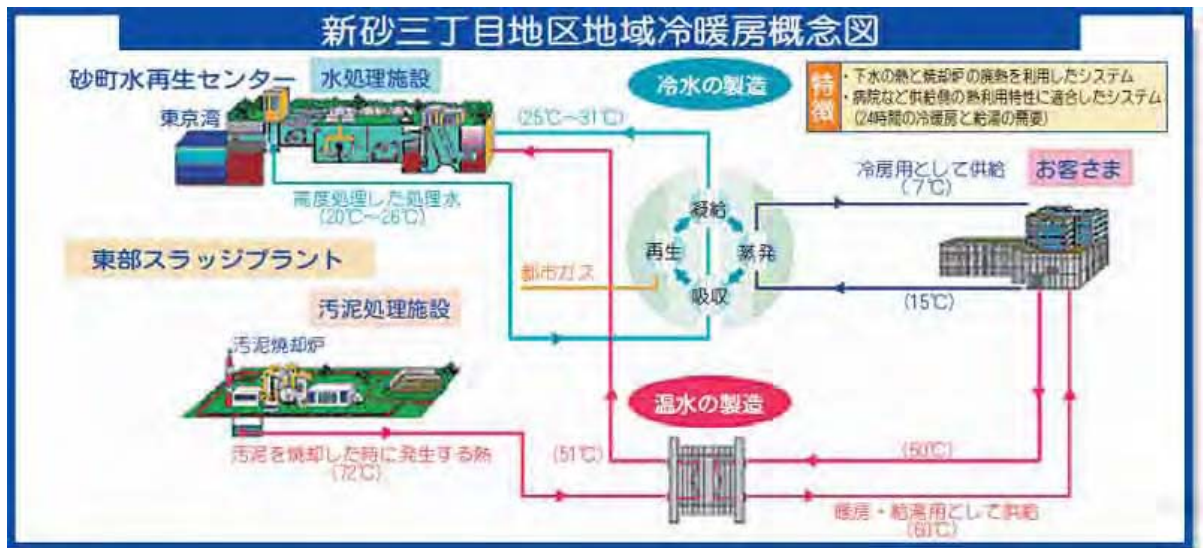 新砂三丁目地区地域冷暖房概念図
砂町水再生センター
水処理施設
冷水の製造
特徴
・下水の熱と焼却炉の廃熱を利用したシステム
・病院など供給側の熱利用特性に適合したシステム
(24時間の冷暖房と給湯の需要)
東京湾
(25℃~31℃)
冷房用として供給
(7℃)
お客さま
高度処理した処理水
(20℃~26℃)
凝給
再生
蒸発
吸収
東部スラッジプラント
都市ガス
(15℃)
汚泥処理施設
汚泥焼却炉
温水の製造
汚泥を焼却した時に発生する熱
(72℃)
(51℃)
(50℃)
暖房・給湯用として供給
(60℃)